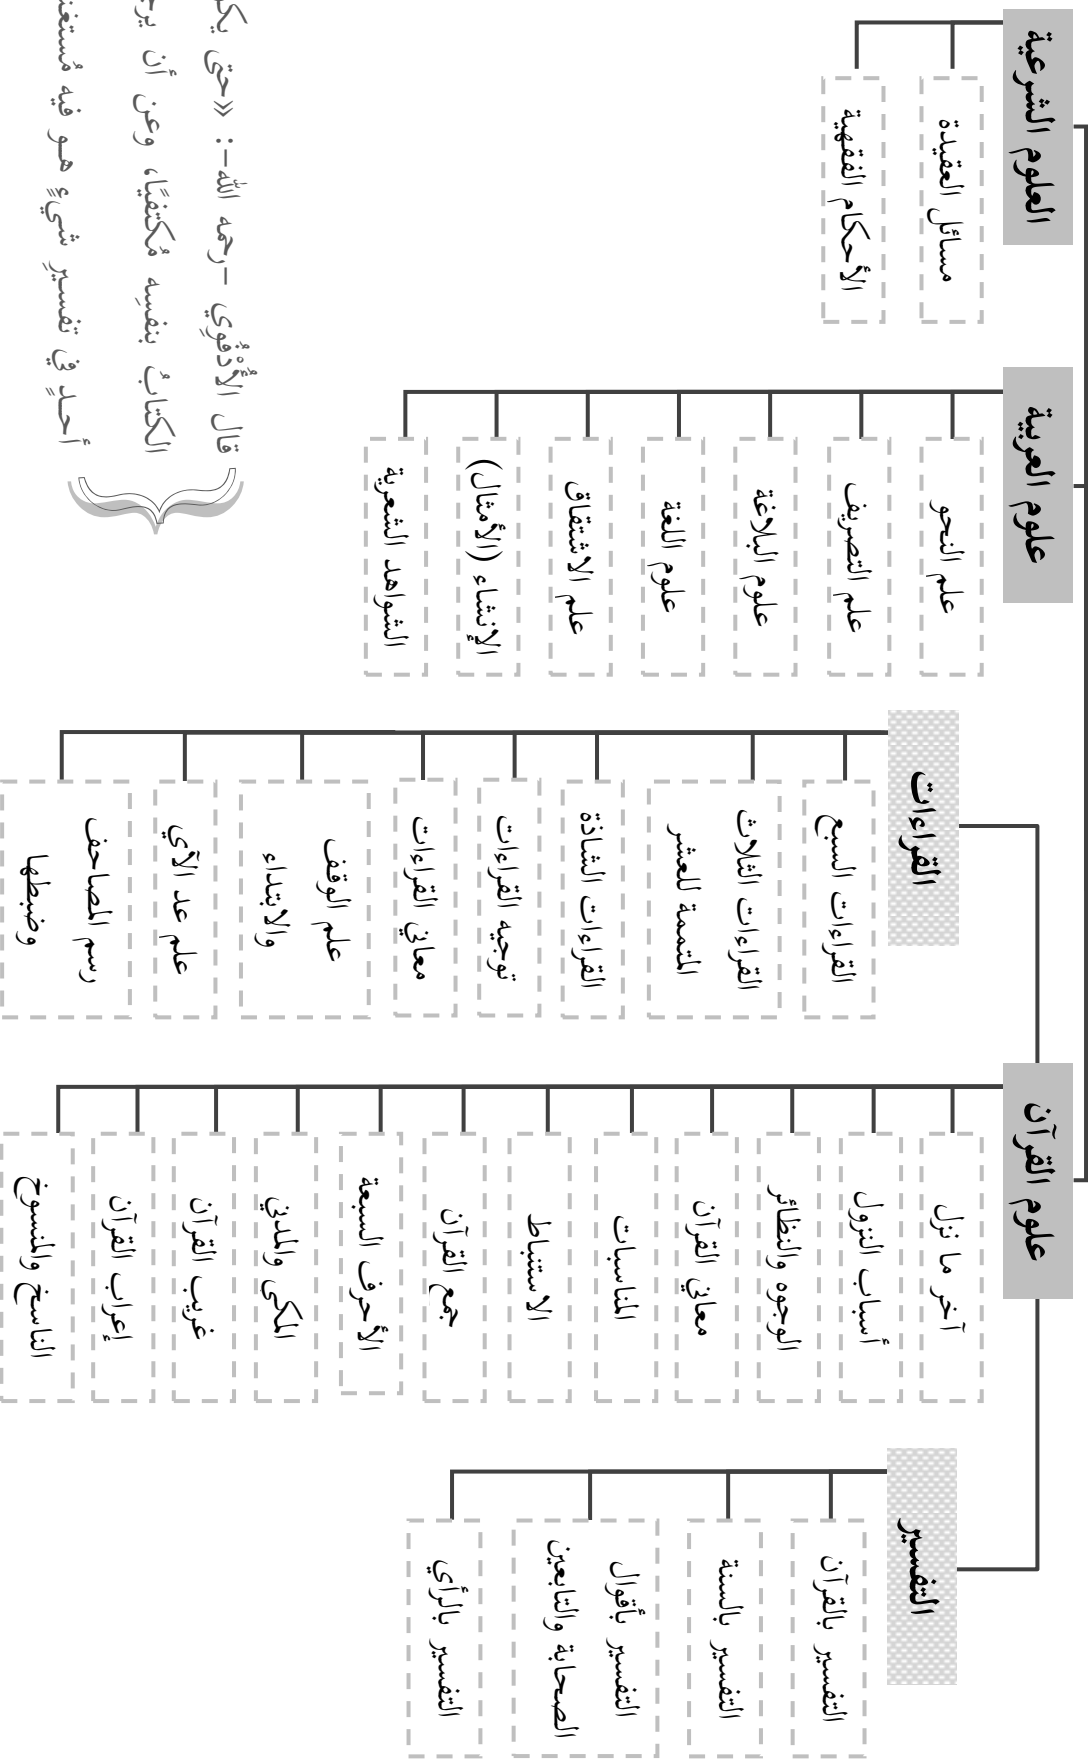 علوم القرآن
العلوم الشرعية
علوم العربية
التفسير
القراءات
التفسير بالقرآن
التفسير بالسنة
التفسير بأقوال
الصحابة والتابعين
التفسير بالرأي
آخر ما نزل
أسباب النزول
الوجوه والنظائر
معاني القرآن
المناسبات
الاستنباط
جمع القرآن
الأحرف السبعة
المكي والمدني
غريب القرآن
إعراب القرآن
الناسخ والمنسوخ
القراءات السبع
القراءات الثلاث
المتممة للعشر
القراءات الشاذة
توجيه القراءات
معاني القراءات
علم الوقف
والابتداء
علم عد الآي
رسم المصاحف
وضبطها
علم النحو
علم التصريف
علوم البلاغة
علوم اللغة
علم الاشتقاق
الإنشاء (الأمثال)
الشواهد الشعرية
مسائل العقيدة
الأحكام الفقهية
قال الأُدْفُوِي -رحمه الله-: «حتى
الكتابُ بنفسِه مُكتفيًا، وعن أن
أحدٍ في تفسيرِ شيءٍ هو فيه